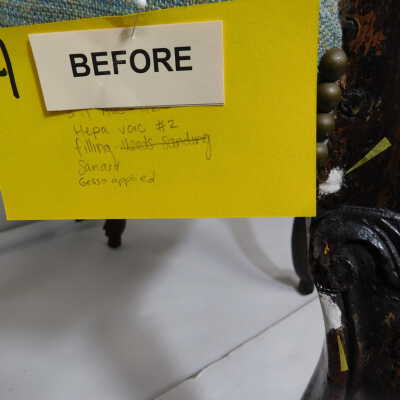 A
BEFORE
Hepa vac #2
filling needs sanding
Sanded
Gesso applied